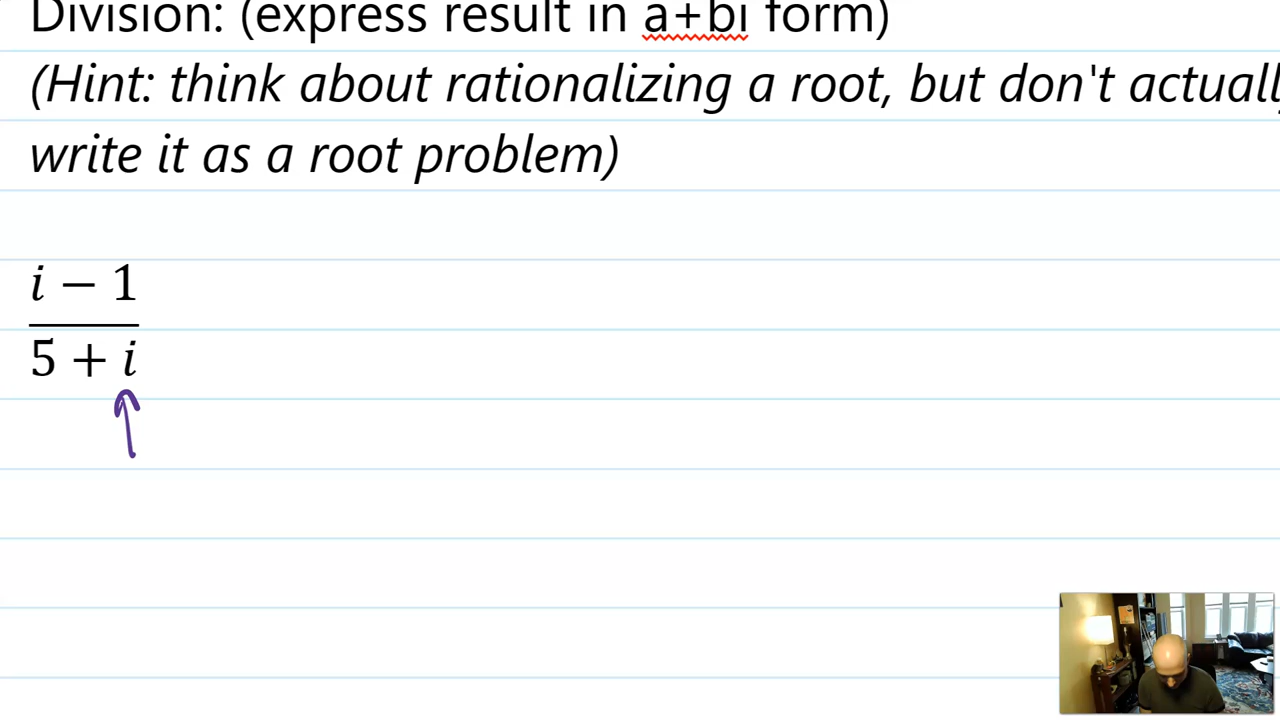 Division: (express result in a+bi form)
(Hint: think about rationalizing a root, but don't actually
write it as a root problem)
i − 1
5 + i